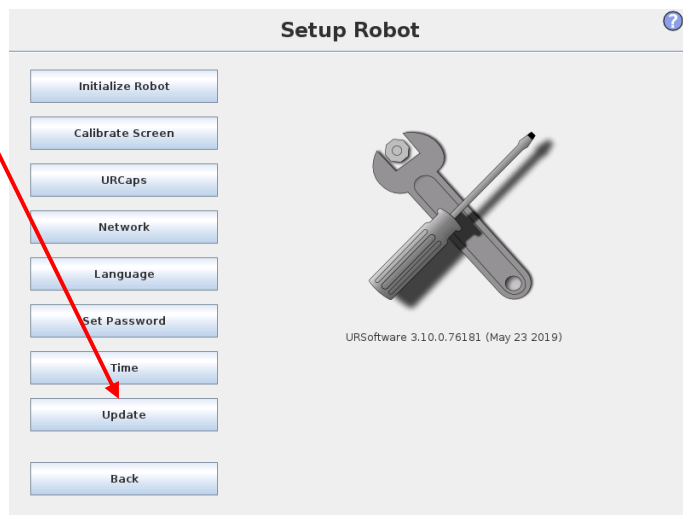 Setup Robot
?
Initialize Robot
Calibrate Screen
URCaps
Network
Language
Set Password
URSoftware 3.10.0.76181 (May 23 2019)
Time
Update
Back